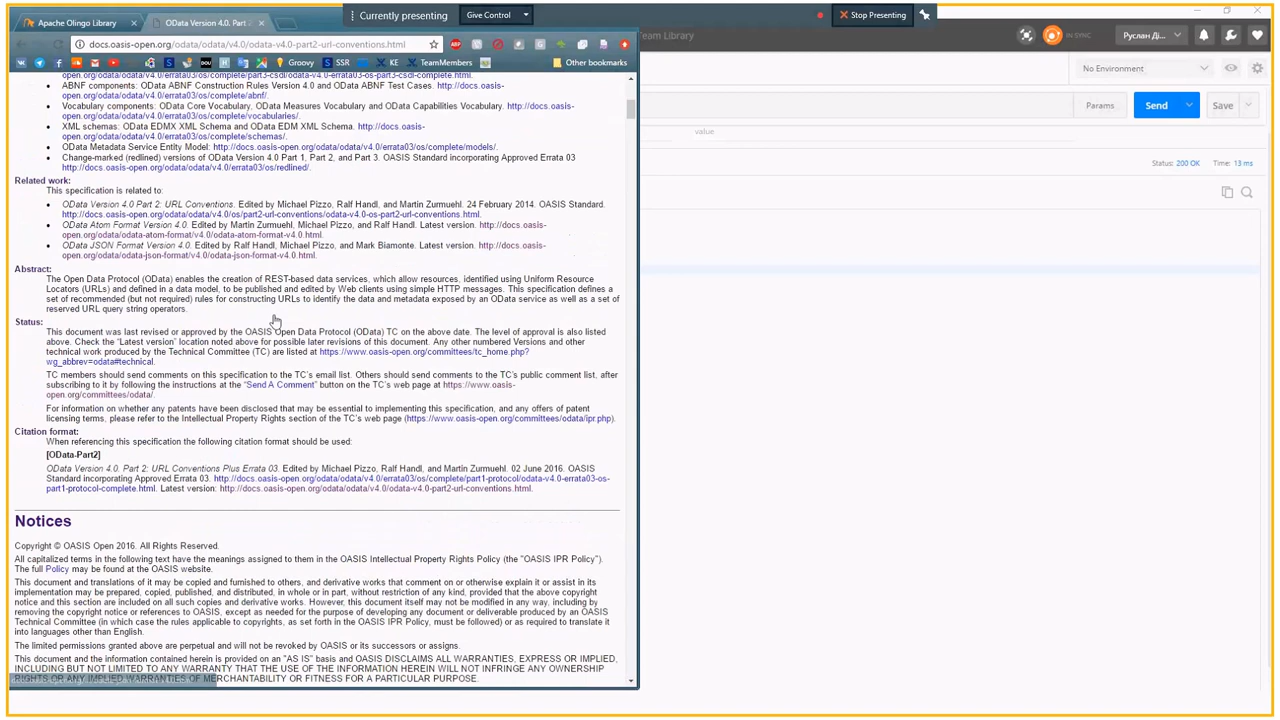 Currently presenting
Give Control
Stop Presenting
Apache Olingo Library
OData Version 4.0. Part
docs.oasis-open.org/odata/odata/v4.0/odata-v4.0-part2-url-conventions.html
Groovy
SSR
KE
TeamMembers
Other bookmarks
open.org/odata/odata/v4.0/errata03/os/complete/part3-csdl/odata-v4.0-errata03-os-part3-csdl-complete.html.
ABNF components: OData ABNF Construction Rules Version 4.0 and OData ABNF Test Cases. http://docs.oasis-
open.org/odata/odata/v4.0/errata03/os/complete/abnf/.
Vocabulary components: OData Core Vocabulary, OData Measures Vocabulary and OData Capabilities Vocabulary. http://docs.oasis-
open.org/odata/odata/v4.0/errata03/os/complete/vocabularies/.
XML schemas: OData EDMX XML Schema and OData EDM XML Schema. http://docs.oasis-
open.org/odata/odata/v4.0/errata03/os/complete/schemas/.
OData Metadata Service Entity Model: http://docs.oasis-open.org/odata/odata/v4.0/errata03/os/complete/models/.
Change-marked (redlined) versions of OData Version 4.0 Part 1, Part 2, and Part 3. OASIS Standard incorporating Approved Errata 03
http://docs.oasis-open.org/odata/odata/v4.0/errata03/os/redlined/.
Related work:
This specification is related to:
OData Version 4.0 Part 2: URL Conventions. Edited by Michael Pizzo, Ralf Handl, and Martin Zurmuehl. 24 February 2014. OASIS Standard.
http://docs.oasis-open.org/odata/odata/v4.0/os/part2-url-conventions/odata-v4.0-os-part2-url-conventions.html.
OData Atom Format Version 4.0. Edited by Martin Zurmuehl, Michael Pizzo, and Ralf Handl. Latest version. http://docs.oasis-
open.org/odata/odata-atom-format/v4.0/odata-atom-format-v4.0.html.
OData JSON Format Version 4.0. Edited by Ralf Handl, Michael Pizzo, and Mark Biamonte. Latest version. http://docs.oasis-
open.org/odata/odata-json-format/v4.0/odata-json-format-v4.0.html.
Abstract:
The Open Data Protocol (OData) enables the creation of REST-based data services, which allow resources, identified using Uniform Resource
Locators (URLs) and defined in a data model, to be published and edited by Web clients using simple HTTP messages. This specification defines a
set of recommended (but not required) rules for constructing URLs to identify the data and metadata exposed by an OData service as well as a set of
reserved URL query string operators.
Status:
This document was last revised or approved by the OASIS Open Data Protocol (OData) TC on the above date. The level of approval is also listed
above. Check the “Latest version” location noted above for possible later revisions of this document. Any other numbered Versions and other
technical work produced by the Technical Committee (TC) are listed at https://www.oasis-open.org/committees/tc_home.php?
wg_abbrev=odata#technical.
TC members should send comments on this specification to the TC’s email list. Others should send comments to the TC’s public comment list, after
subscribing to it by following the instructions at the “Send A Comment” button on the TC’s web page at https://www.oasis-
open.org/committees/odata/.
For information on whether any patents have been disclosed that may be essential to implementing this specification, and any offers of patent
licensing terms, please refer to the Intellectual Property Rights section of the TC’s web page (https://www.oasis-open.org/committees/odata/ipr.php).
Citation format:
When referencing this specification the following citation format should be used:
[OData-Part2]
OData Version 4.0. Part 2: URL Conventions Plus Errata 03. Edited by Michael Pizzo, Ralf Handl, and Martin Zurmuehl. 02 June 2016. OASIS
Standard incorporating Approved Errata 03. http://docs.oasis-open.org/odata/odata/v4.0/errata03/os/complete/part1-protocol/odata-v4.0-errata03-os-
part1-protocol-complete.html. Latest version: http://docs.oasis-open.org/odata/odata/v4.0/odata-v4.0-part2-url-conventions.html.
Notices
Copyright © OASIS Open 2016. All Rights Reserved.
All capitalized terms in the following text have the meanings assigned to them in the OASIS Intellectual Property Rights Policy (the "OASIS IPR Policy").
The full Policy may be found at the OASIS website.
This document and translations of it may be copied and furnished to others, and derivative works that comment on or otherwise explain it or assist in its
implementation may be prepared, copied, published, and distributed, in whole or in part, without restriction of any kind, provided that the above copyright
notice and this section are included on all such copies and derivative works. However, this document itself may not be modified in any way, including by
removing the copyright notice or references to OASIS, except as needed for the purpose of developing any document or deliverable produced by an OASIS
Technical Committee (in which case the rules applicable to copyrights, as set forth in the OASIS IPR Policy, must be followed) or as required to translate it
into languages other than English.
The limited permissions granted above are perpetual and will not be revoked by OASIS or its successors or assigns.
This document and the information contained herein is provided on an "AS IS" basis and OASIS DISCLAIMS ALL WARRANTIES, EXPRESS OR IMPLIED,
INCLUDING BUT NOT LIMITED TO ANY WARRANTY THAT THE USE OF THE INFORMATION HEREIN WILL NOT INFRINGE ANY OWNERSHIP
RIGHTS OR ANY IMPLIED WARRANTIES OF MERCHANTABILITY OR FITNESS FOR A PARTICULAR PURPOSE.
Team Library
IN SYNC
Руслан Ді...
No Environment
Params
Send
Save
value
Status: 200 OK
Time: 13 ms